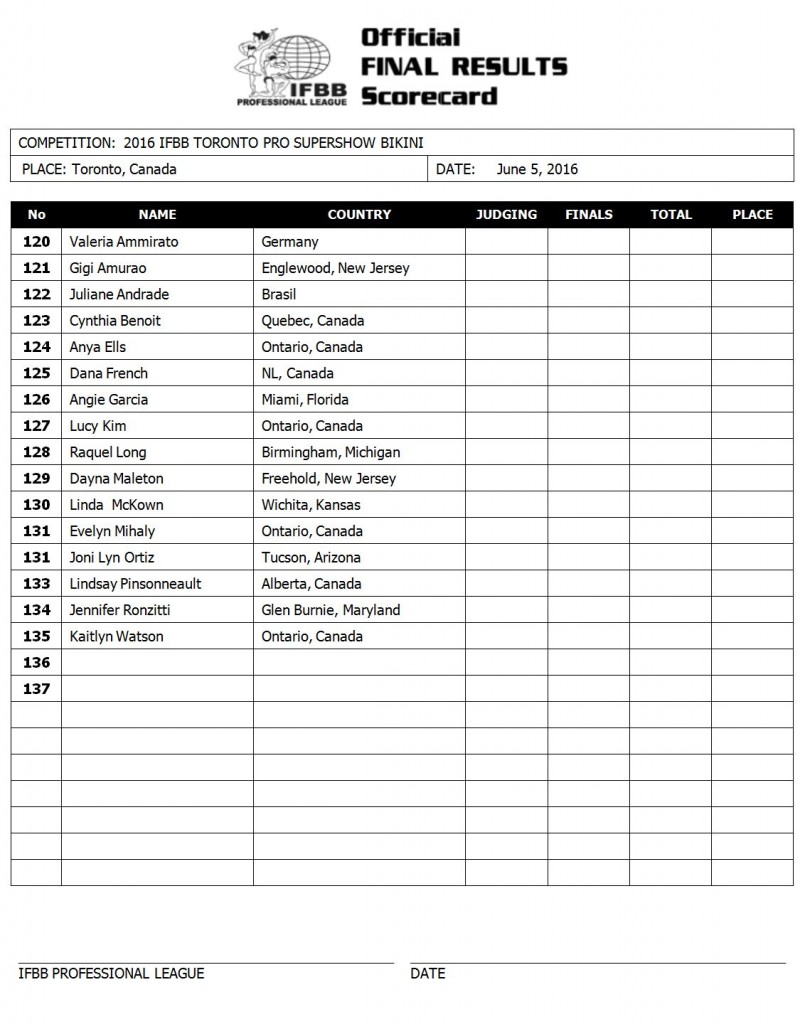 Official
FINAL RESULTS
Scorecard
IFBB
PROFESSIONAL LEAGUE
COMPETITION: 2016 IFBB TORONTO PRO SUPERSHOW BIKINI
PLACE: Toronto, Canada DATE: June 5, 2016
No NAME COUNTRY JUDGING FINALS TOTAL PLACE
120 Valeria Ammirato Germany
121 Gigi Amurao Englewood, New Jersey
122 Juliane Andrade Brasil
123 Cynthia Benoit Quebec, Canada
124 Anya Ells Ontario, Canada
125 Dana French NL, Canada
126 Angie Garcia Miami, Florida
127 Lucy Kim Ontario, Canada
128 Raquel Long Birmingham, Michigan
129 Dayna Maleton Freehold, New Jersey
130 Linda McKown Wichita, Kansas
131 Evelyn Mihaly Ontario, Canada
131 Joni Lyn Ortiz Tucson, Arizona
133 Lindsay Pinsonneault Alberta, Canada
134 Jennifer Ronzitti Glen Burnie, Maryland
135 Kaitlyn Watson Ontario, Canada
136
137
IFBB PROFESSIONAL LEAGUE DATE